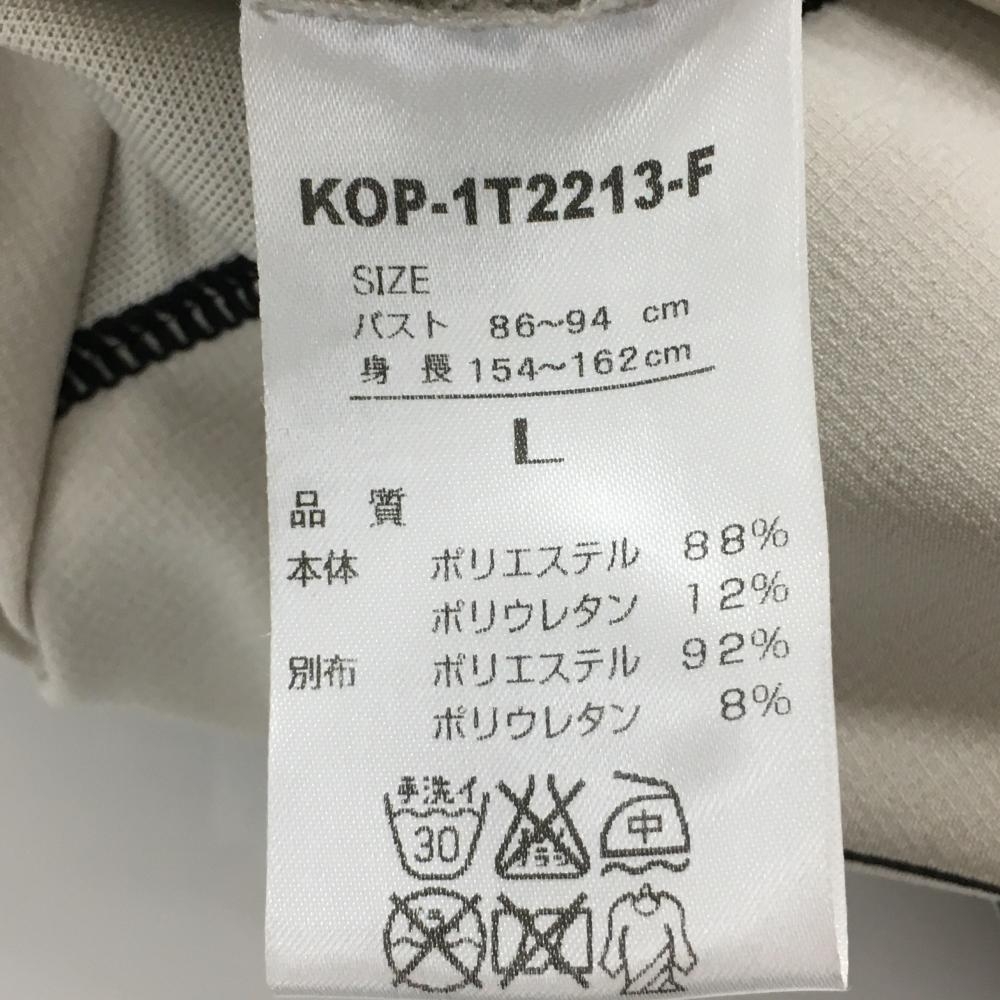 KOP-1T2213-F
SIZE
バスト 86~94 cm
身長 154~162cm
L
品質
本体 ポリエステル 88%
ポリウレタン 12%
別布 ポリエステル 92%
ポリウレタン 8%
手洗イ 中
30